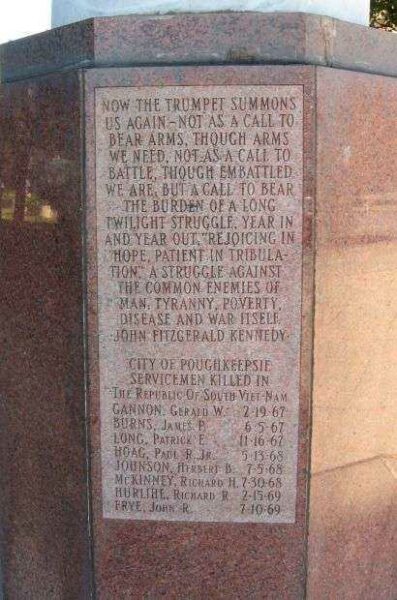 NOW THE TRUMPET SUMMONS
US AGAIN-NOT AS A CALL TO
BEAR ARMS, THOUGH ARMS
WE NEED, NOT AS A CALL TO
BATTLE, THOUGH EMBATTLED
WE ARE, BUT A CALL TO BEAR
THE BURDEN OF A LONG
TWILIGHT STRUGGLE, YEAR IN
AND YEAR OUT, "REJOICING IN
HOPE, PATIENT IN TRIBULA-
TION," A STRUGGLE AGAINST
THE COMMON ENEMIES OF
MAN, TYRANNY, POVERTY,
DISEASE AND WAR ITSELF
-JOHN FITZGERALD KENNEDY-
CITY OF POUGHKEEPSIE
SERVICEMEN KILLED IN
THE REPUBLIC OF SOUTH VIET-NAM
GANNON, GERALD W. 2-19-67
BURNS, JAMES P. 6-5-67
LONG, PATRICK E. 11-16-67
HOAG, PAUL R. JR. 5-13-68
JOHNSON, HERBERT B. 7-5-68
MCKINNEY, RICHARD H. 7-30-68
HURLIHE, RICHARD R. 2-15-69
FRYE, JOHN R. 7-10-69